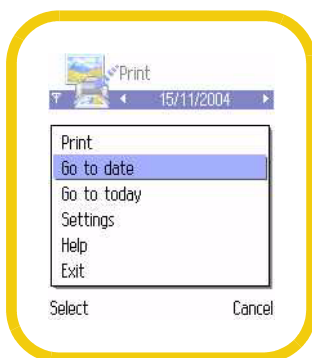 Print
15/11/2004
Print
Go to date
Go to today
Settings
Help
Exit
Select Cancel